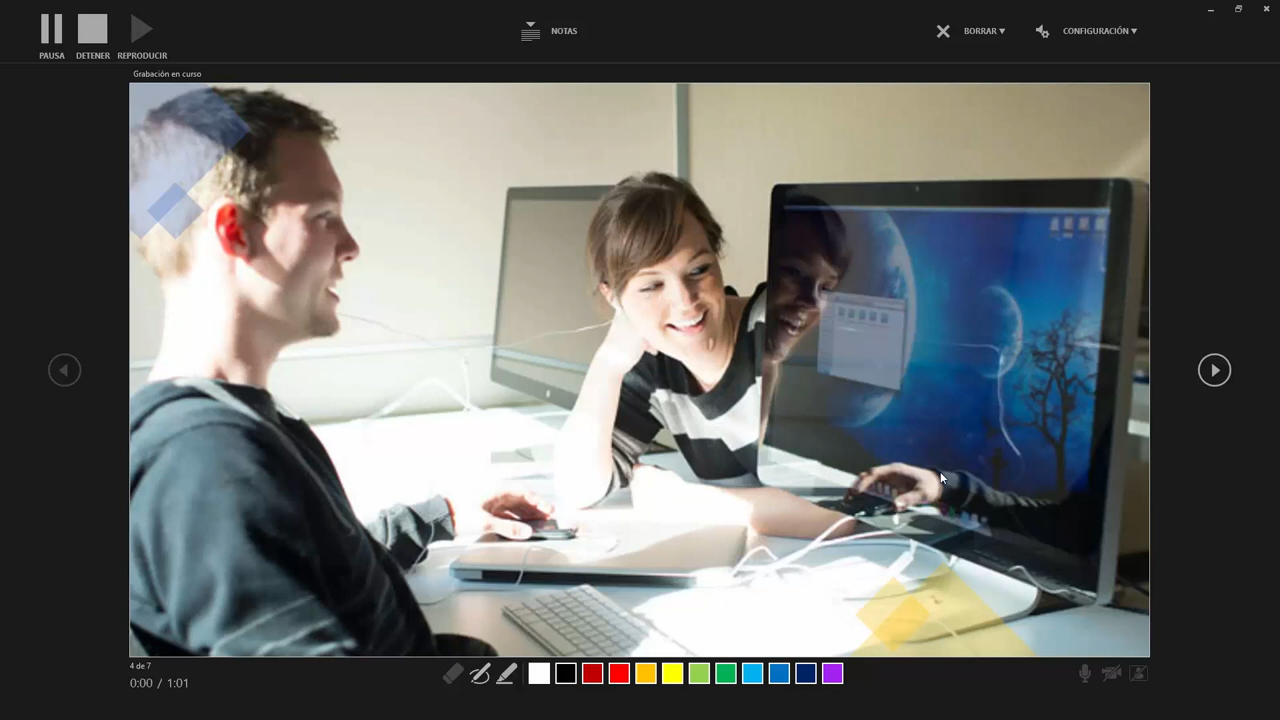 PAUSA
DETENER
REPRODUCIR
NOTAS
BORRAR
CONFIGURACIÓN
Grabación en curso
4 de 7
0:00 / 1:01